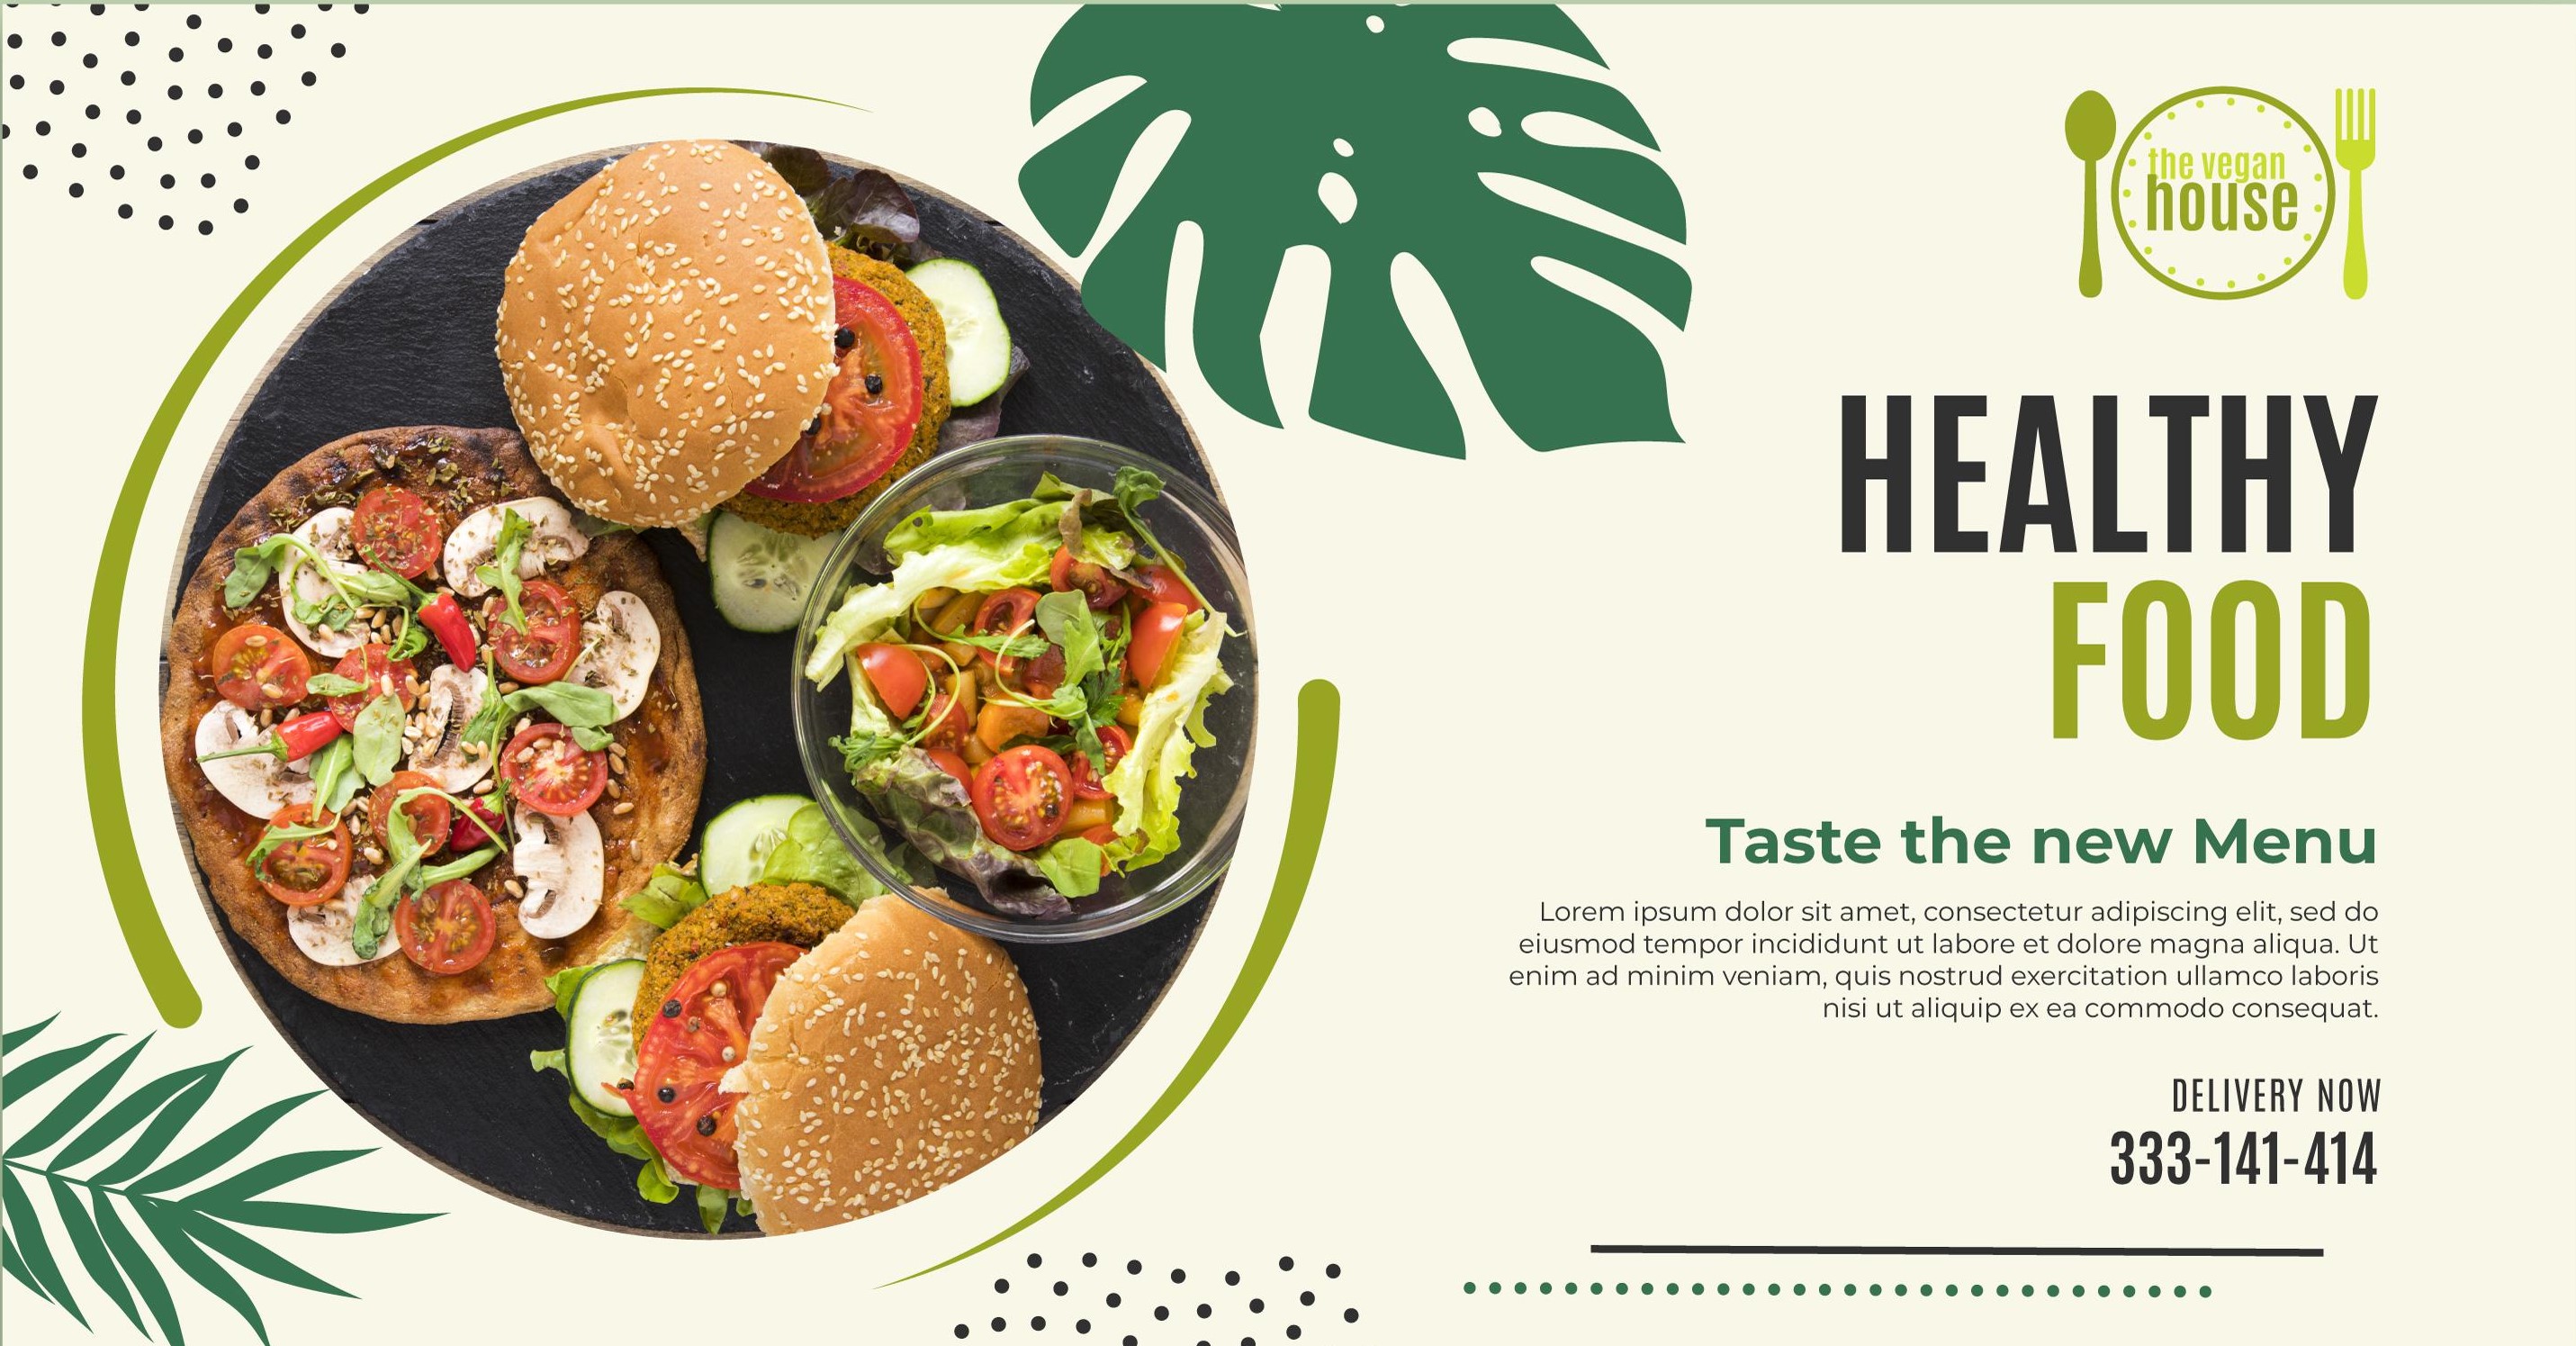 the vegan
house
HEALTHY
FOOD
Taste the new Menu
Lorem ipsum dolor sit amet, consectetur adipiscing elit, sed do
eiusmod tempor incididunt ut labore et dolore magna aliqua. Ut
enim ad minim veniam, quis nostrud exercitation ullamco laboris
nisi ut aliquip ex ea commodo consequat.
DELIVERY NOW
333-141-414